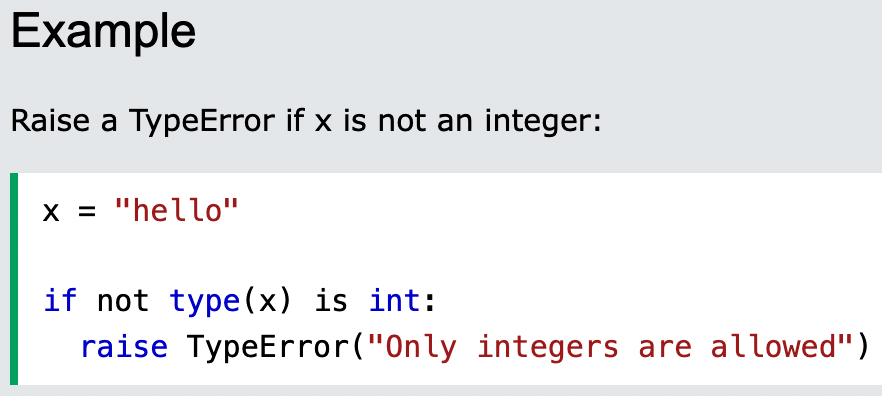 Example
Raise a TypeError if x is not an integer:
x = "hello"
if not type(x) is int:
  raise TypeError("Only integers are allowed")